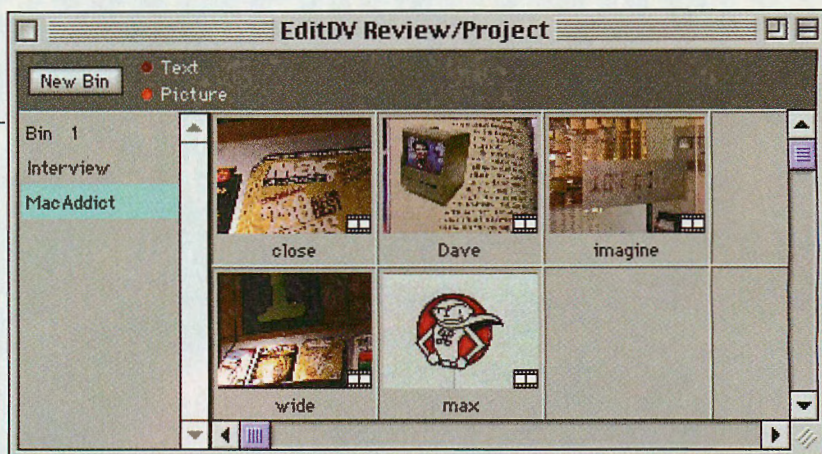 EditDV Review/Project
New Bin
Text
Picture
Bin 1
Interview
MacAddict
close
Dave
imagine
wide
max